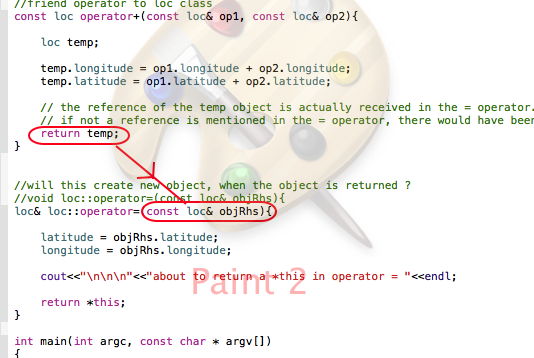 //friend operator to loc class
const loc operator+(const loc& op1, const loc& op2){
loc temp;
temp.longitude = op1.longitude + op2.longitude;
temp.latitude = op1.latitude + op2.latitude;
// the reference of the temp object is actually received in the = operator.
// if not a reference is mentioned in the = operator, there would have been
return temp;
}
//will this create new object, when the object is returned ?
//void loc::operator=(const loc& objRhs){
loc& loc::operator=(const loc& objRhs){
latitude = objRhs.latitude;
longitude = objRhs.longitude;
cout<<"\n\n\n"<<"about to return a *this in operator = "<<endl;
Paint 2
return *this;
}
int main(int argc, const char * argv[])
{